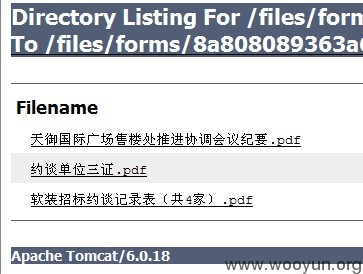 Directory Listing For /files/form
To /files/forms/8a808089363a
Filename
天御国际广场售楼处推进协调会议纪要.pdf
约谈单位三证.pdf
软装招标约谈记录表（共4家）.pdf
Apache Tomcat/6.0.18
www.wooyun.org